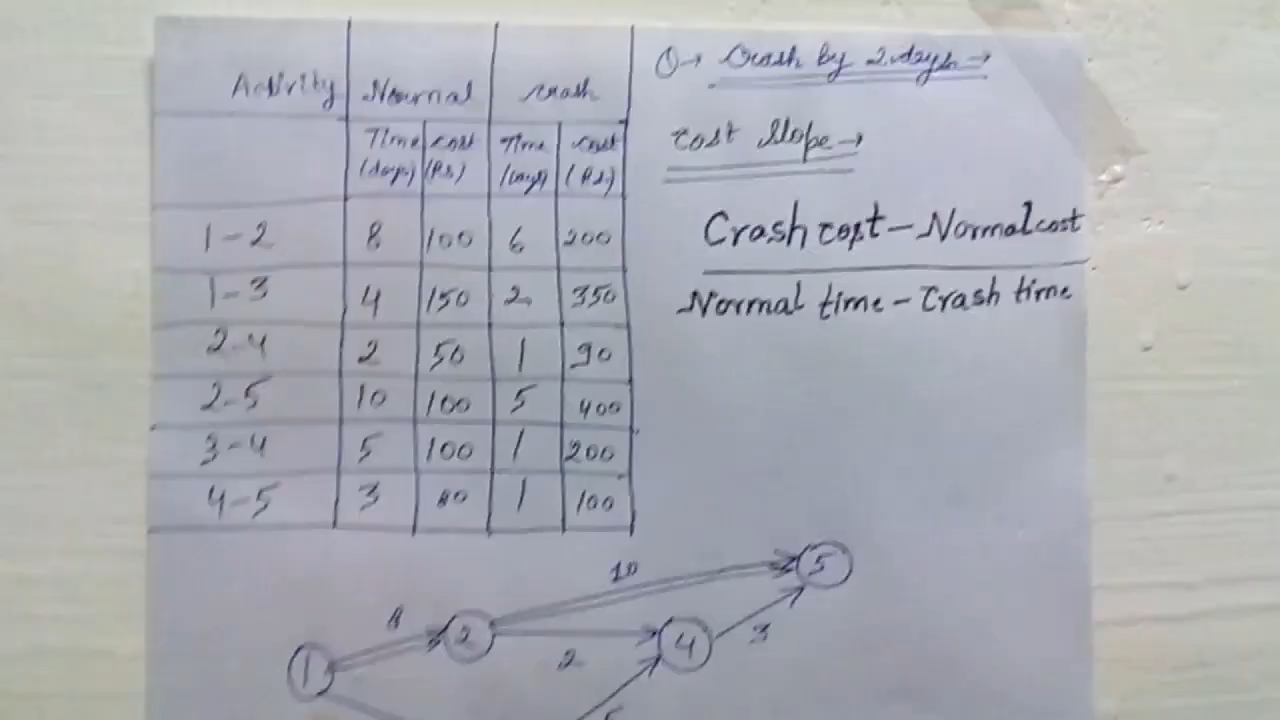 Activity Normal Crash
Time (days) Cost (Rs.) Time (days) Cost (Rs.)
1-2 8 100 6 200
1-3 4 150 2 350
2-4 2 50 1 90
2-5 10 100 5 400
3-4 5 100 1 200
4-5 3 80 1 100
Q→ Crash by 2 days→
Cost Slope→
Crash cost - Normal cost
Normal time - Crash time
10
5
8
2
4
3
1
2
5